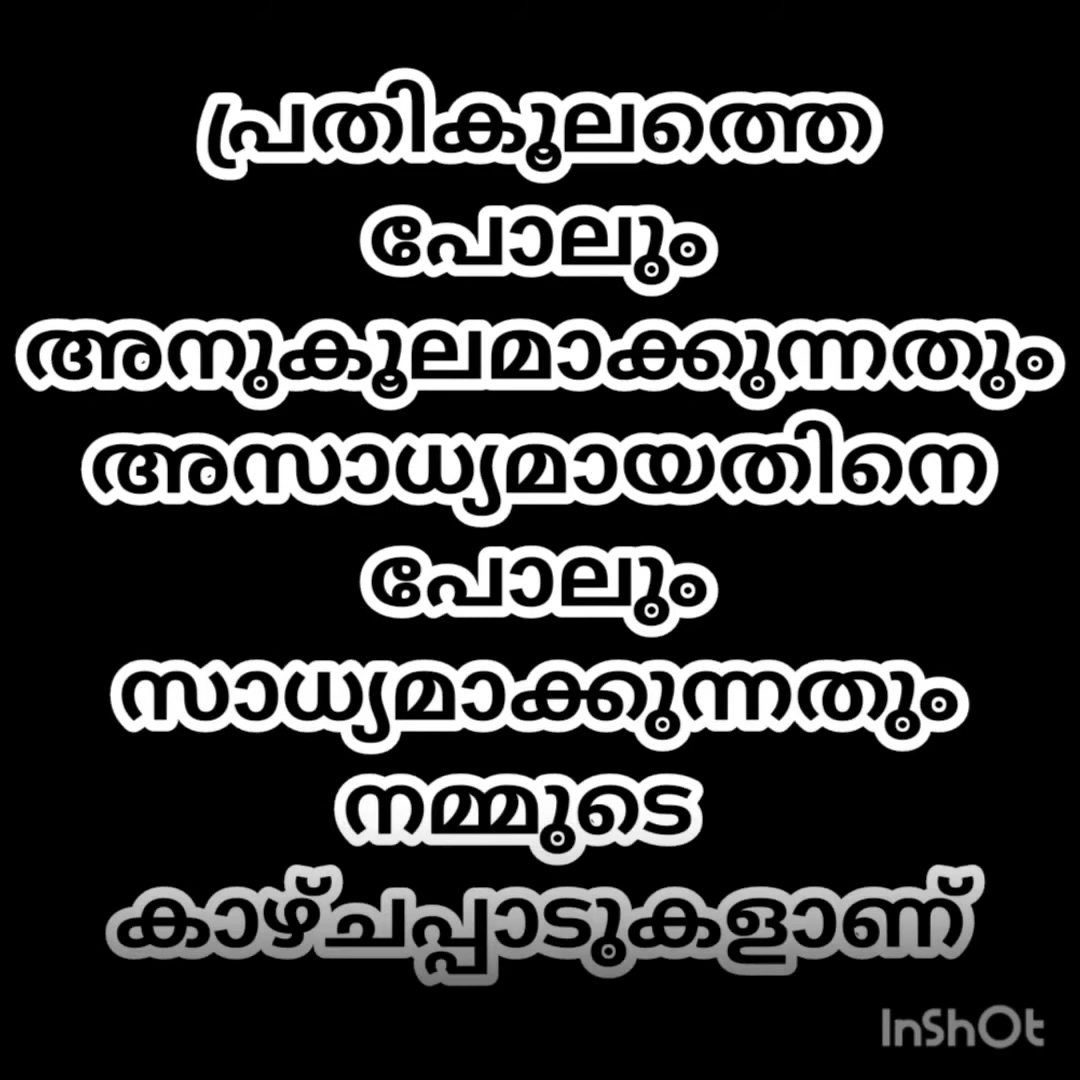 പ്രതികൂലത്തെ
പോലും
അനുകൂലമാക്കുന്നതും
അസാധ്യമായതിനെ
പോലും
സാധ്യമാക്കുന്നതും
നമ്മുടെ
കാഴ്ചപ്പാടുകളാണ്
InShOt